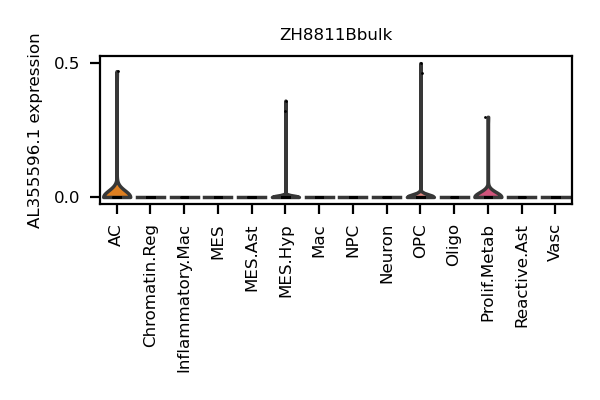 ZH8811Bbulk
AL355596.1 expression
0.5
0.0
AC
Chromatin.Reg
Inflammatory.Mac
MES
MES.Ast
MES.Hyp
Mac
NPC
Neuron
OPC
Oligo
Prolif.Metab
Reactive.Ast
Vasc